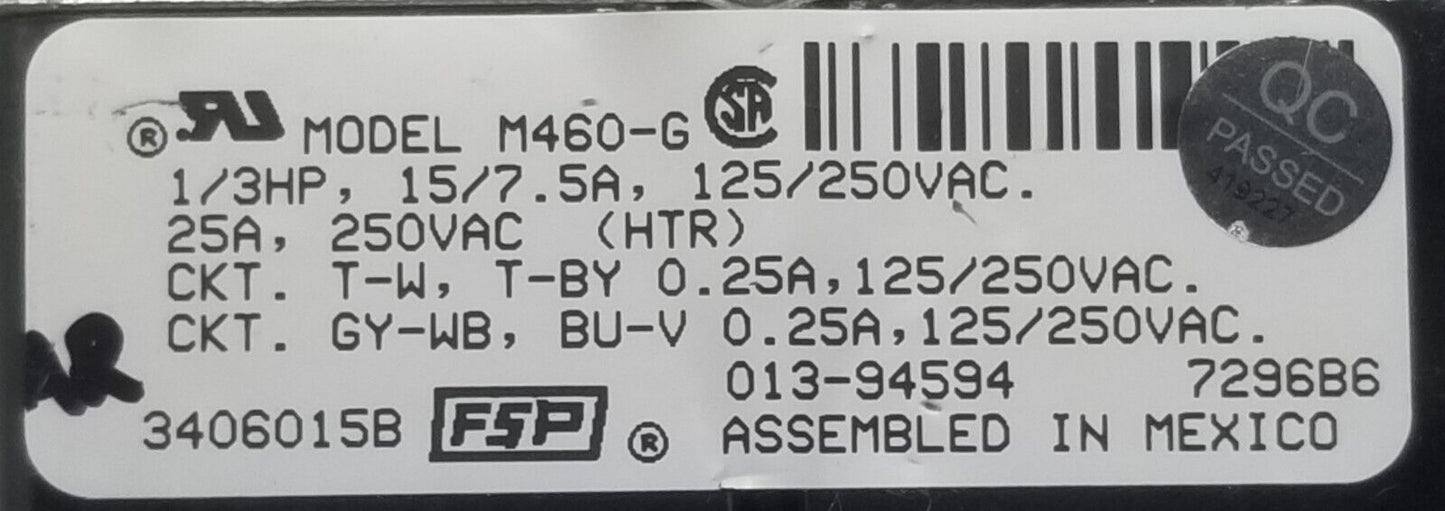 ® MODEL M460-G
1/3HP, 15/7.5A, 125/250VAC.
25A, 250VAC (HTR)
CKT. T-W, T-BY 0.25A,125/250VAC.
CKT. GY-WB, BU-V 0.25A,125/250VAC.
013-94594 7296B6
3406015B FSP ® ASSEMBLED IN MEXICO
QC
PASSED
419227